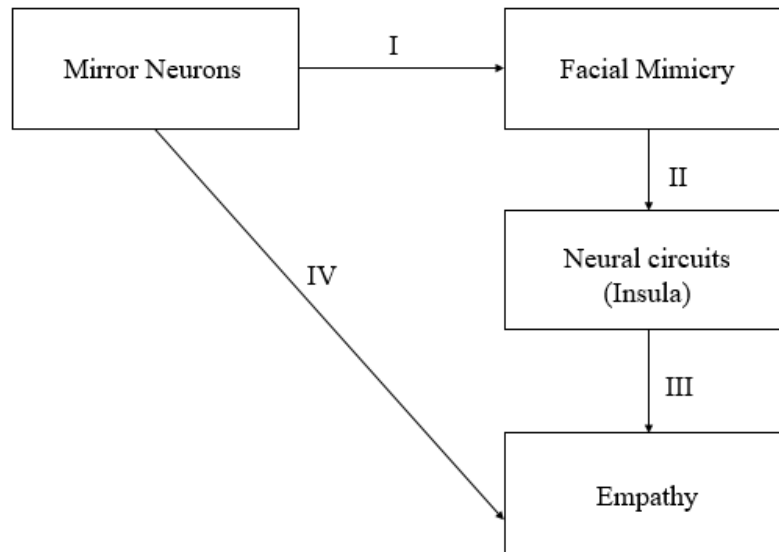 Mirror Neurons
I
Facial Mimicry
II
Neural circuits
(Insula)
IV
III
Empathy